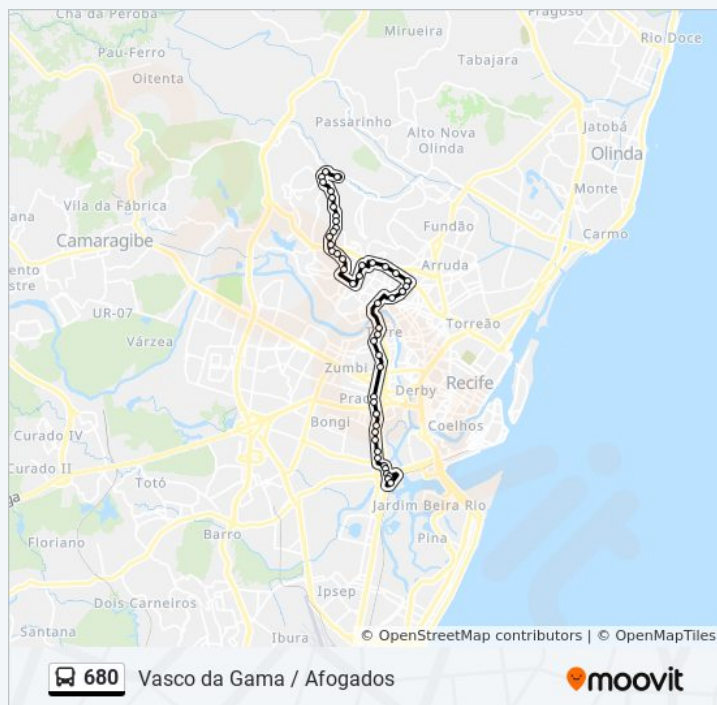 Chã da Peroba
Fragoso
Rio Doce
Pau-Ferro
Mirueira
Oitenta
Tabajara
Passarinho
Jatobá
Alto Nova
Olinda
Olinda
Monte
Vila da Fábrica
Fundão
Carmo
Camaragibe
Arruda
UR-07
Torreão
Várzea
Zumbi
Recife
Derby
Prado
Bongi
Coelhos
Curado IV
Curado II
Totó
Jardim Beira Rio
Floriano
Barro
Pina
Dois Carneiros
Ipsep
Santana
Ibura
© OpenStreetMap contributors | © OpenMapTiles
680 Vasco da Gama / Afogados
moovit